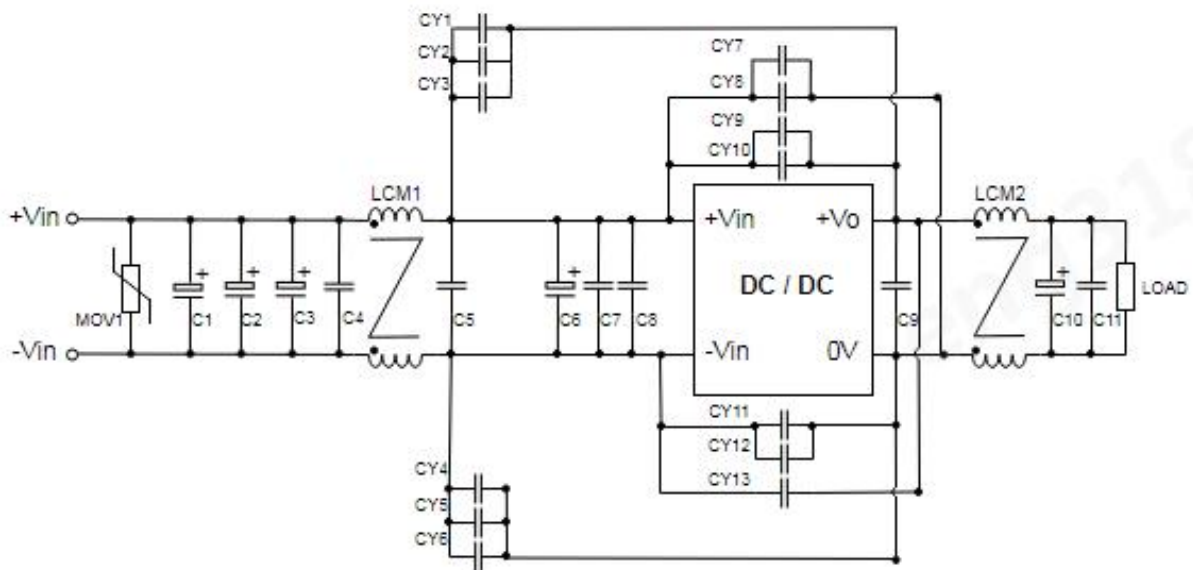 CY1
CY2
CY3
CY7
CY8
CY9
CY10
LCM1
LCM2
+Vin
+Vin
+Vo
DC / DC
MOV1
+
C1
+
C2
+
C3
C4
C5
+
C6
C7
C8
C9
+
C10
C11
LOAD
-Vin
-Vin
0V
CY11
CY12
CY13
CY4
CY5
CY6